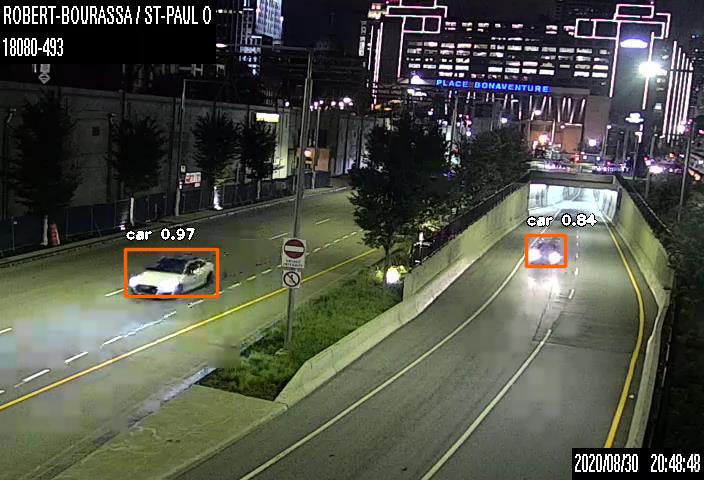 ROBERT-BOURASSA / ST-PAUL O
18080-493
PLACE BONAVENTURE
car 0.97
car 0.84
2020/08/30 20:48:48